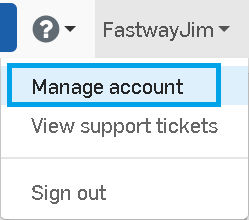 ? FastwayJim
Manage account
View support tickets
Sign out